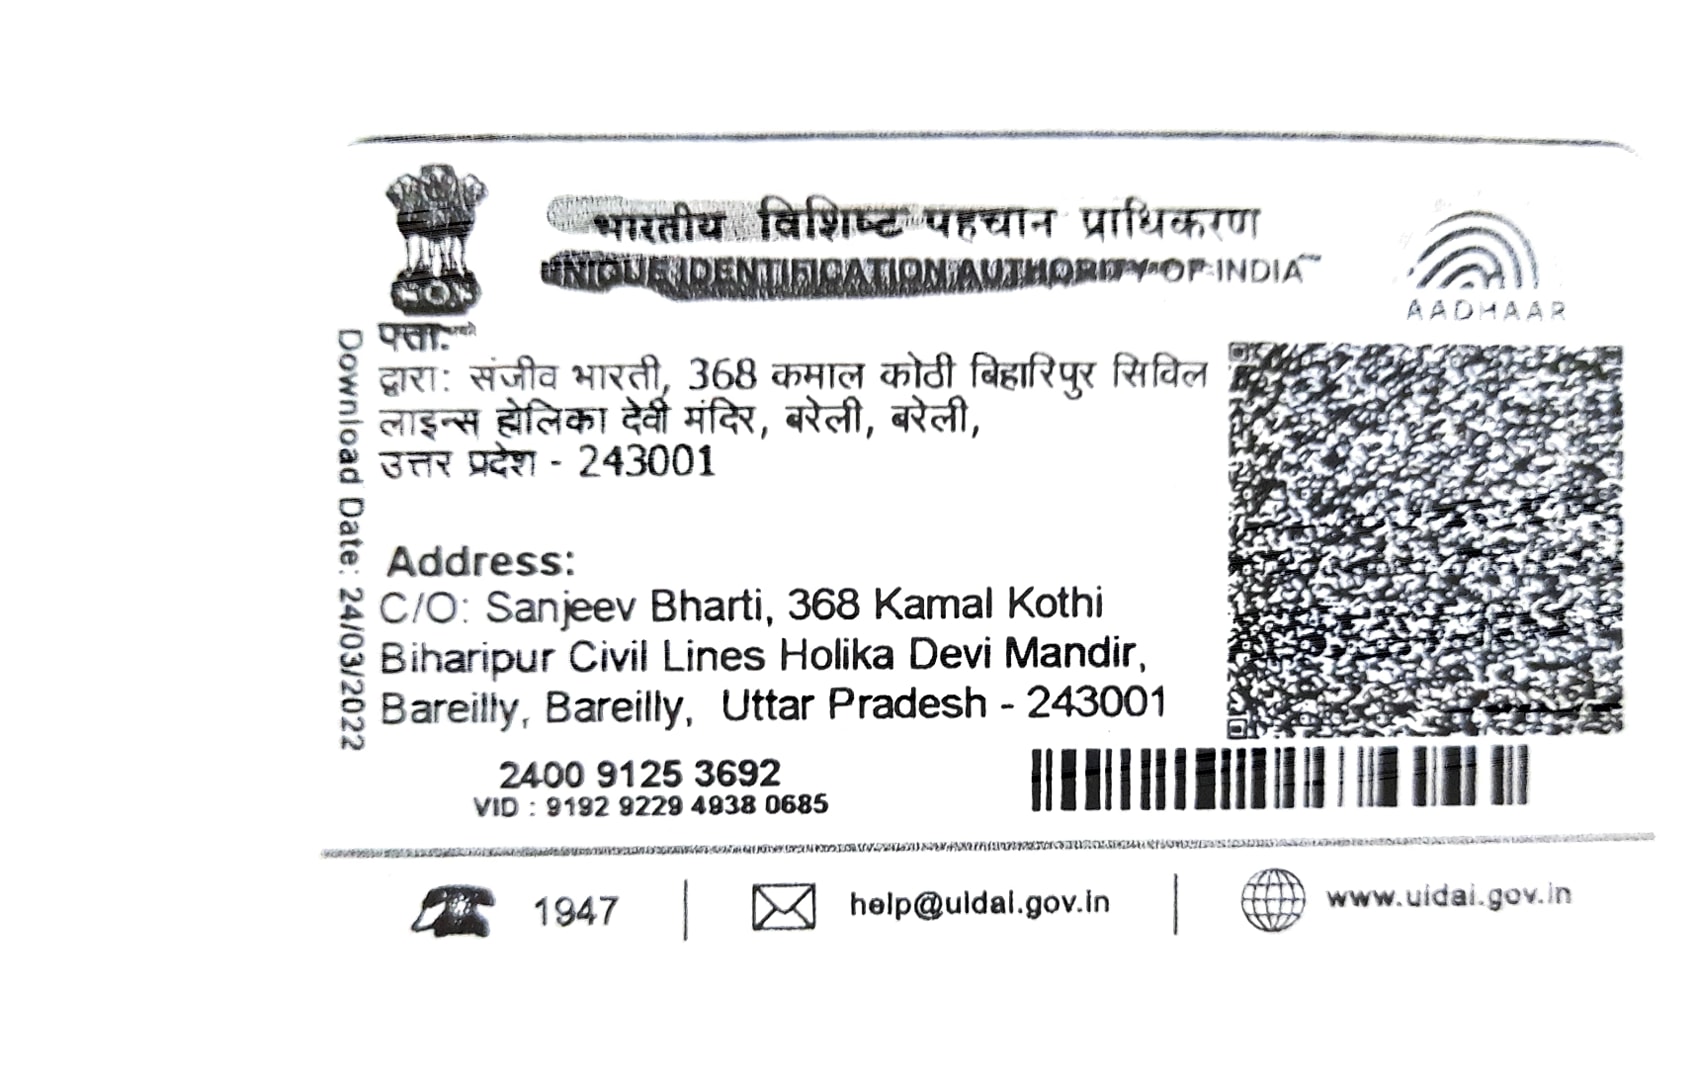 भारतीय विशिष्ट पहचान प्राधिकरण
UNIQUE IDENTIFICATION AUTHORITY OF INDIA
AADHAAR
पता:
द्वारा: संजीव भारती, 368 कमाल कोठी बिहारिपुर सिविल
लाइन्स होलिका देवी मंदिर, बरेली, बरेली,
उत्तर प्रदेश - 243001
Address:
C/O: Sanjeev Bharti, 368 Kamal Kothi
Biharipur Civil Lines Holika Devi Mandir,
Bareilly, Bareilly, Uttar Pradesh - 243001
Download Date: 24/03/2022
2400 9125 3692
VID : 9192 9229 4938 0685
1947
help@uidai.gov.in
www.uidai.gov.in